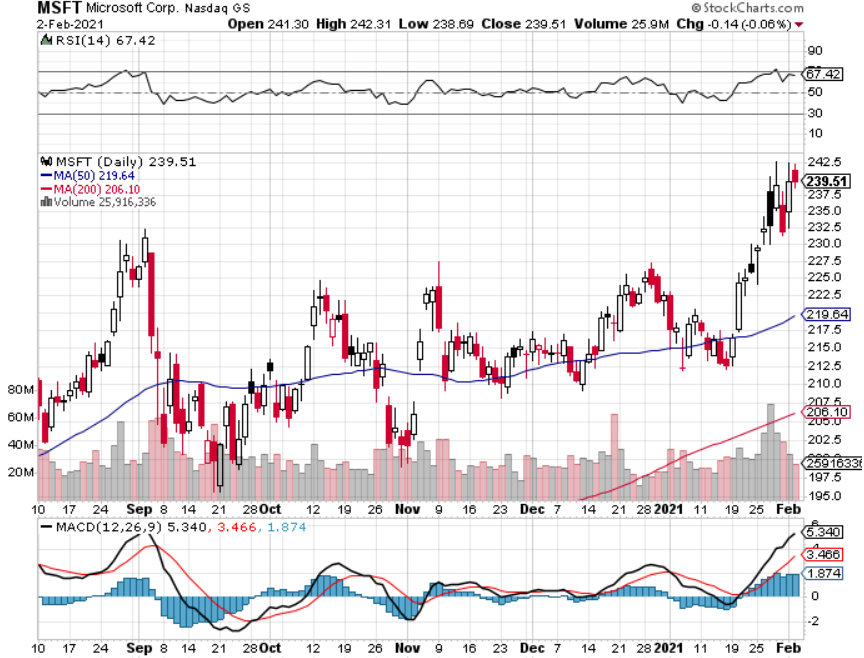 MSFT Microsoft Corp. Nasdaq GS
© StockCharts.com
2-Feb-2021
Open 241.30 High 242.31 Low 238.69 Close 239.51 Volume 25.9M Chg -0.14 (-0.06%)
RSI(14) 67.42
90
67.42
50
30
10
MSFT (Daily) 239.51
MA(50) 219.64
MA(200) 206.10
Volume 25,916,336
242.5
239.51
237.5
235.0
232.5
230.0
227.5
225.0
222.5
219.64
217.5
215.0
212.5
210.0
207.5
206.10
205.0
202.5
25916336
197.5
195.0
80M
60M
40M
20M
10 17 24 Sep 8 14 21 28 Oct 12 19 26 Nov 9 16 23 Dec 7 14 21 28 2021 11 19 25 Feb
MACD(12,26,9) 5.340, 3.466, 1.874
6
5.340
4
3.466
1.874
0
-2
10 17 24 Sep 8 14 21 28 Oct 12 19 26 Nov 9 16 23 Dec 7 14 21 28 2021 11 19 25 Feb